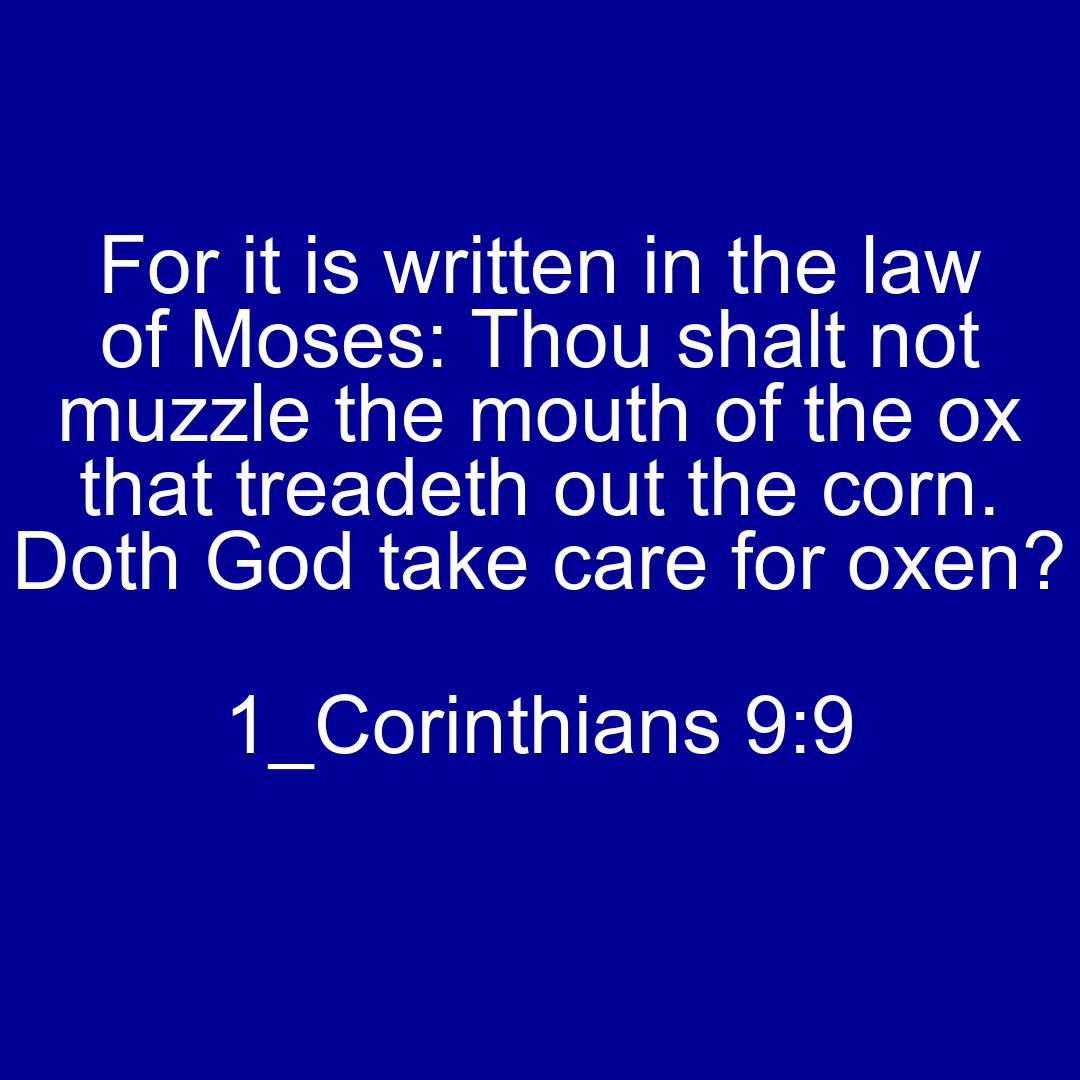 For it is written in the law
of Moses: Thou shalt not
muzzle the mouth of the ox
that treadeth out the corn.
Doth God take care for oxen?
1_Corinthians 9:9